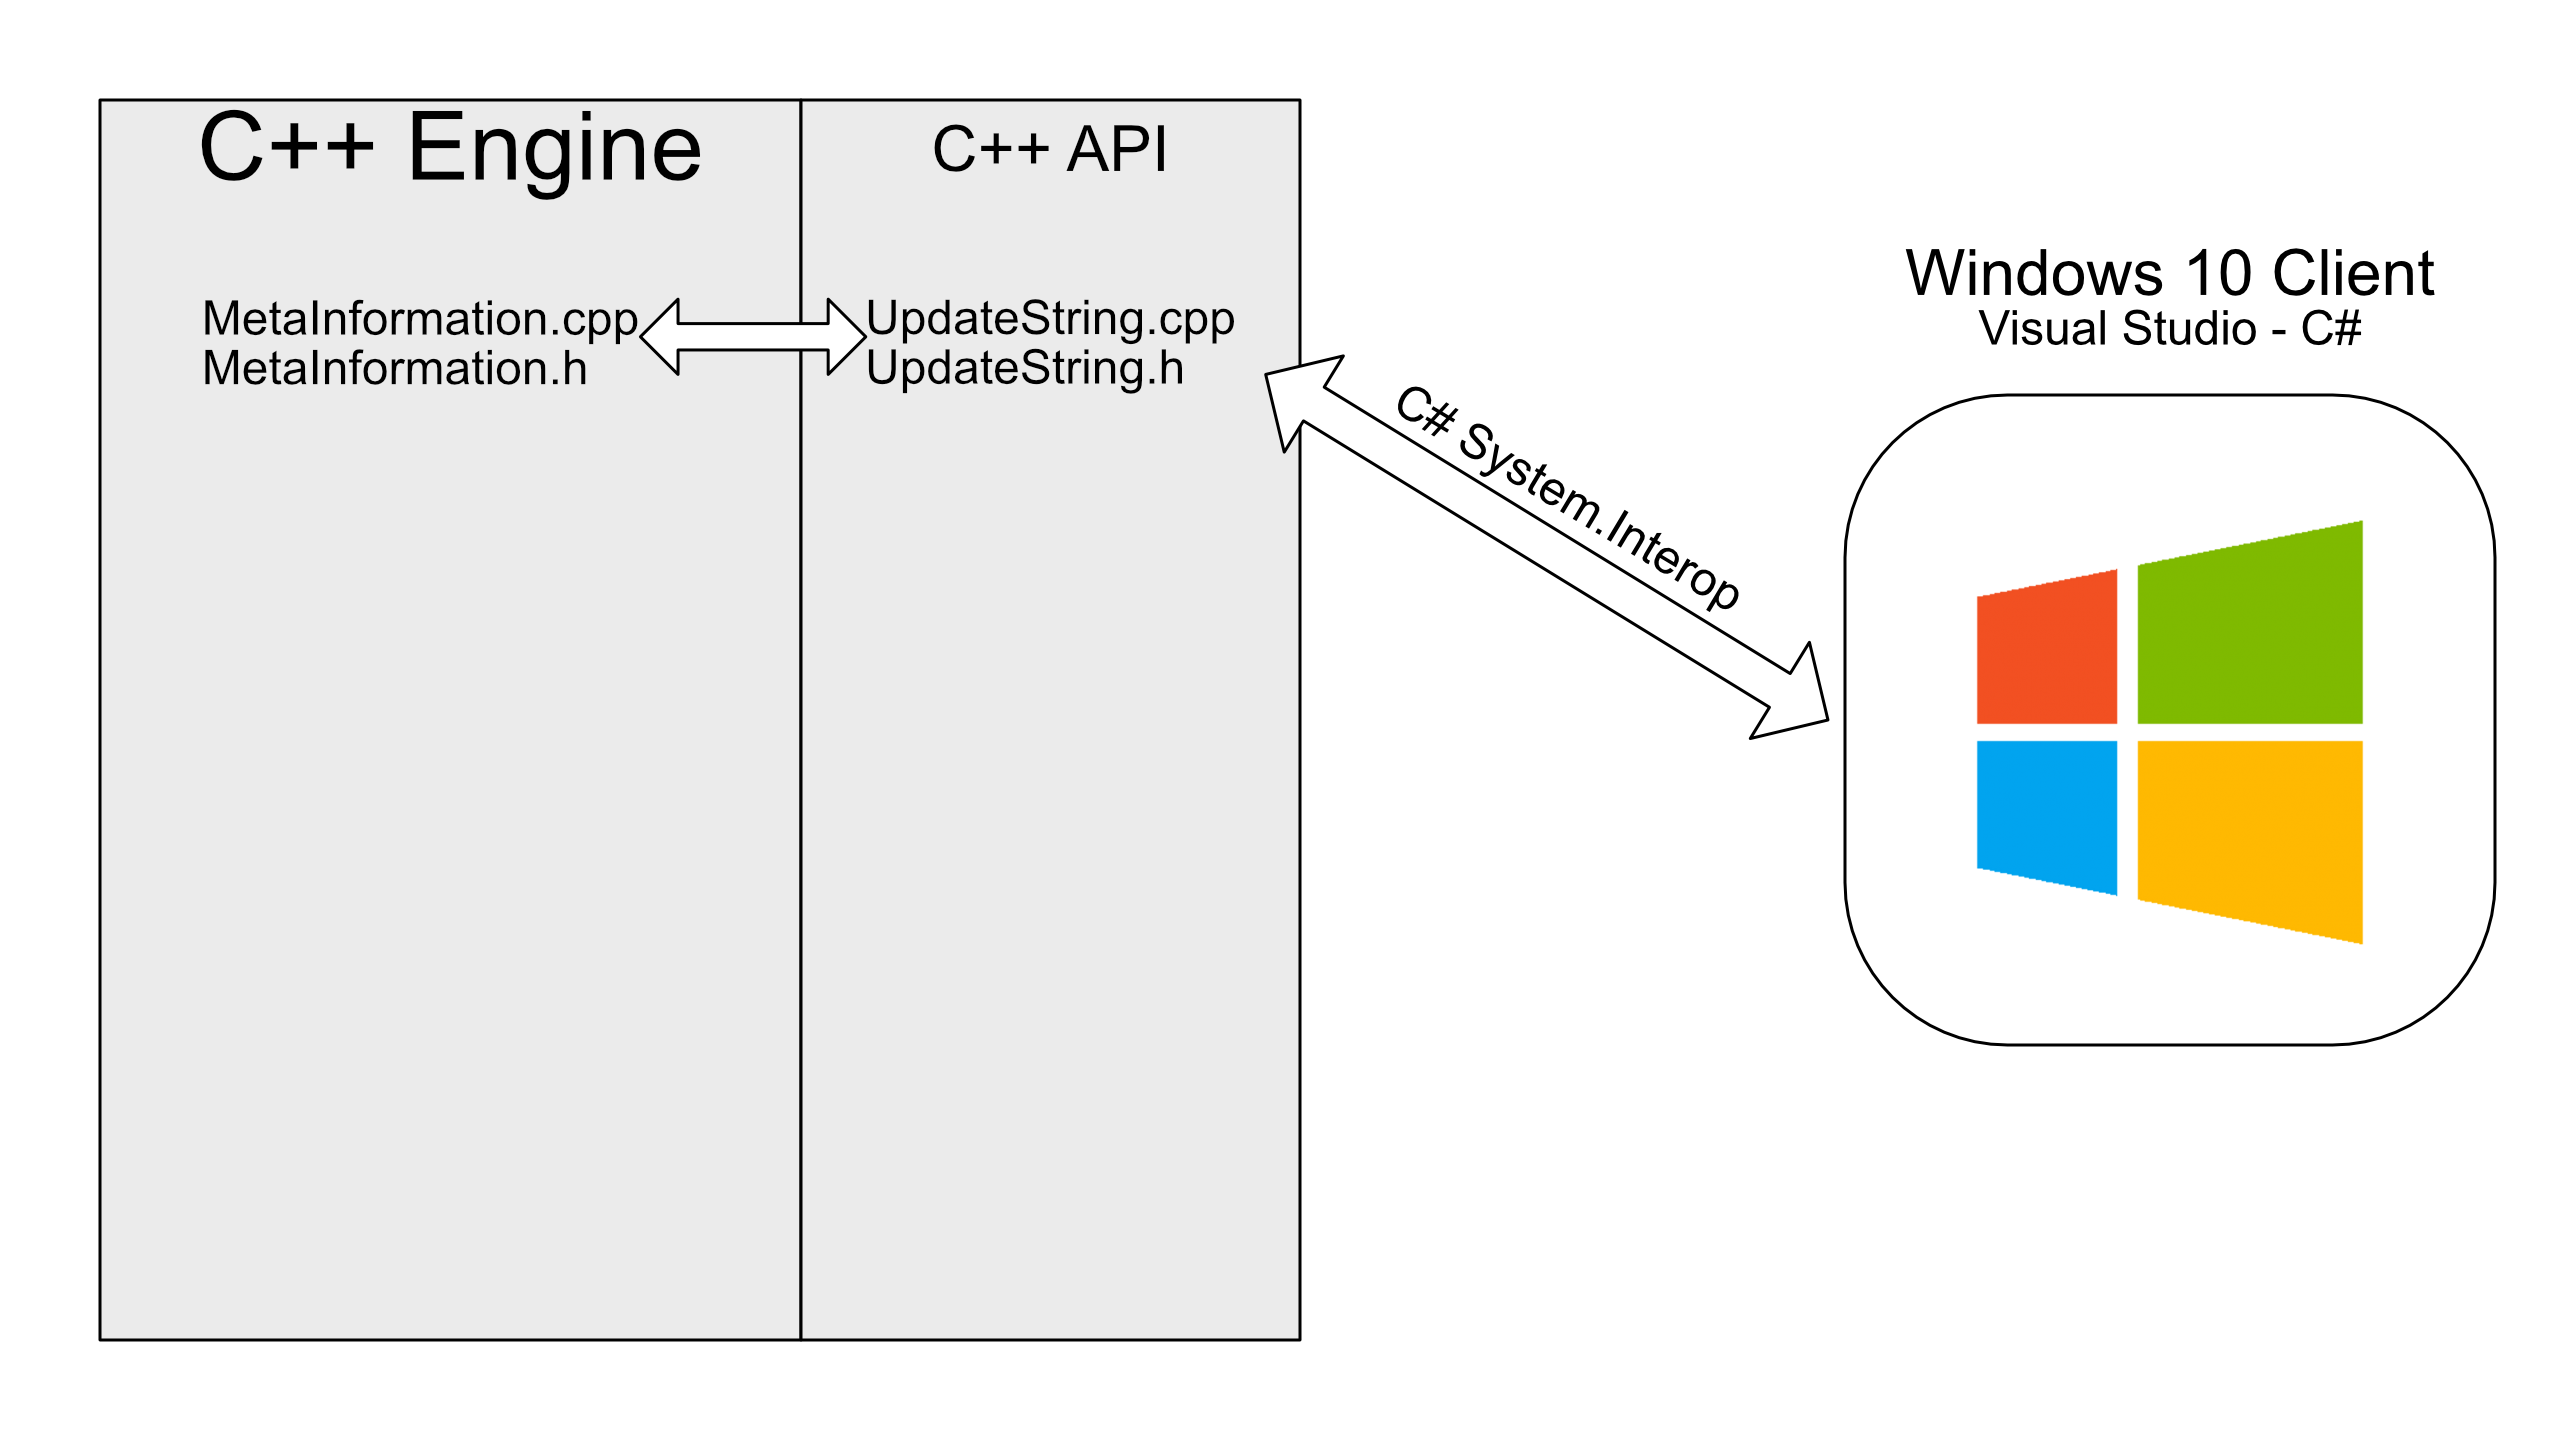 C++ Engine
C++ API
MetaInformation.cpp
MetaInformation.h
UpdateString.cpp
UpdateString.h
C# System.Interop
Windows 10 Client
Visual Studio - C#